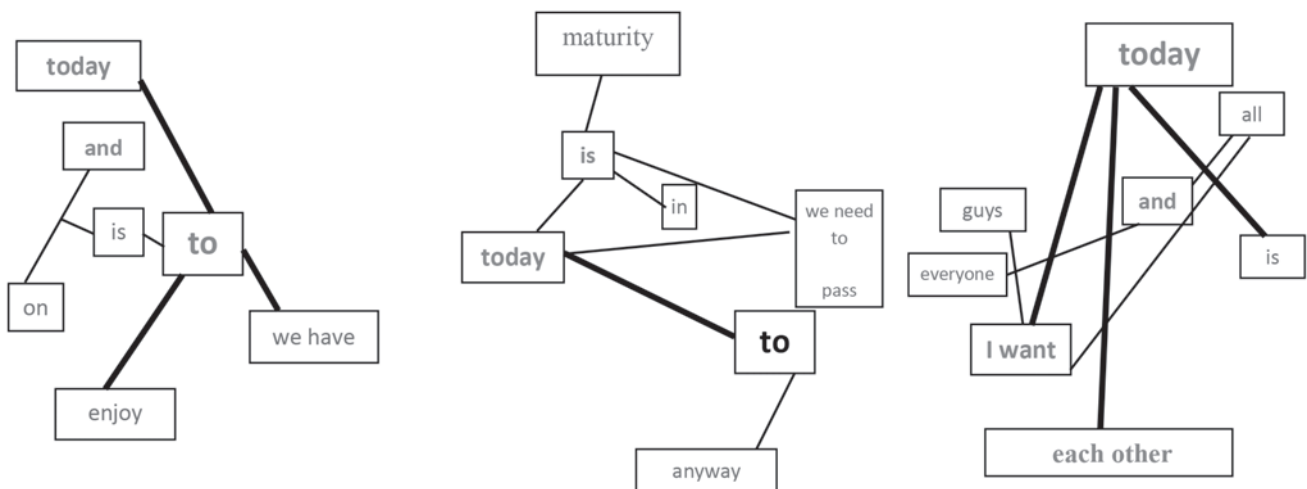 today
and
is
to
on
we have
enjoy
maturity
is
in
today
we need
to
pass
to
anyway
today
all
guys
and
everyone
is
I want
each other